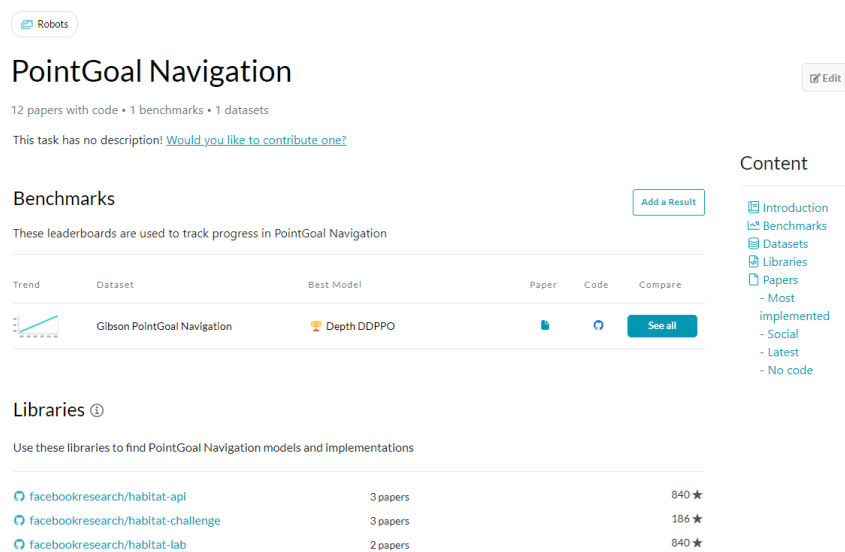 Robots
PointGoal Navigation
Edit
12 papers with code • 1 benchmarks • 1 datasets
This task has no description! Would you like to contribute one?
Benchmarks
Add a Result
These leaderboards are used to track progress in PointGoal Navigation
Trend Dataset Best Model Paper Code Compare
Gibson PointGoal Navigation Depth DDPPO See all
Libraries
Use these libraries to find PointGoal Navigation models and implementations
facebookresearch/habitat-api 3 papers 840 ★
facebookresearch/habitat-challenge 3 papers 186 ★
facebookresearch/habitat-lab 2 papers 840 ★
Content
Introduction
Benchmarks
Datasets
Libraries
Papers
- Most
implemented
- Social
- Latest
- No code